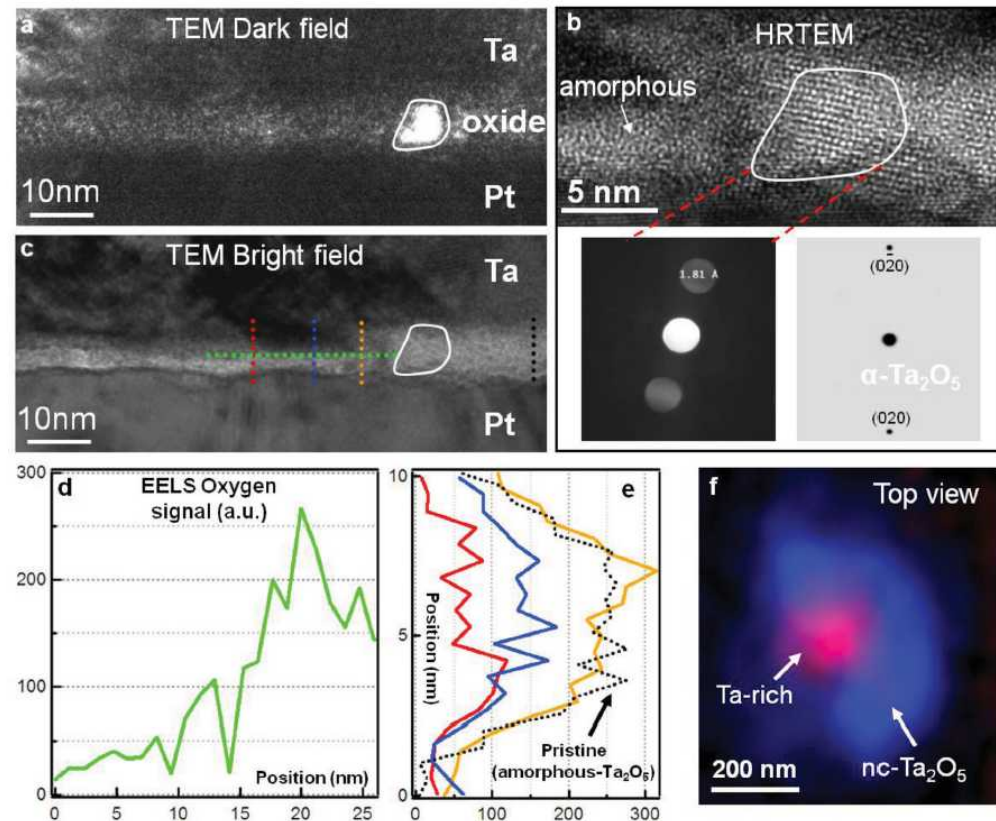 a
TEM Dark field
Ta
oxide
10nm
Pt
b
HRTEM
amorphous
5 nm
1.81 Å
(02̄0)
α-Ta₂O₅
(020)
c
TEM Bright field
Ta
10nm
Pt
d
EELS Oxygen
signal (a.u.)
300
200
100
0
Position (nm)
0 5 10 15 20 25
e
10
5
0
Position (nm)
Pristine
(amorphous-Ta₂O₅)
0 100 200 300
f
Top view
Ta-rich
nc-Ta₂O₅
200 nm